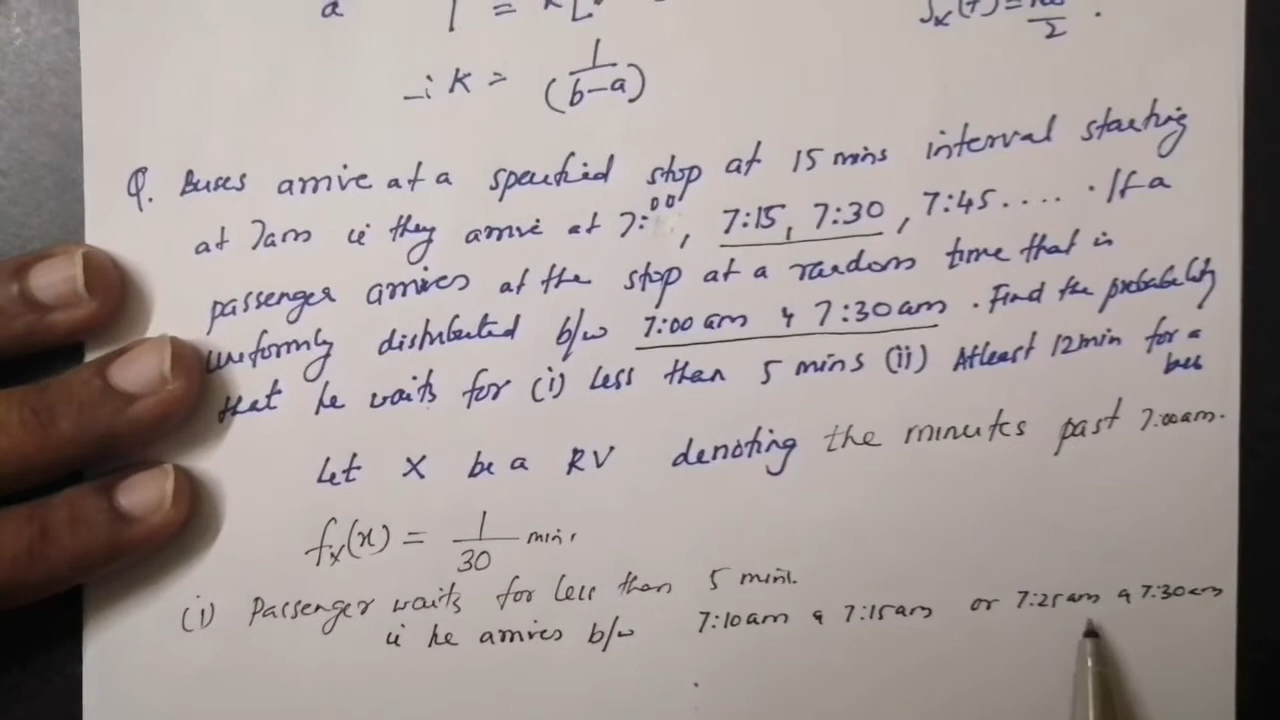 a 1 = K[
2 .
∴ K = 1/(b-a)
Q. Buses arrive at a specified stop at 15 mins interval starting
at 7am ie they arrive at 7:00, 7:15, 7:30, 7:45.... . If a
passenger arrives at the stop at a random time that is
uniformly distributed b/w 7:00 am & 7:30 am. Find the probability
that he waits for (i) less than 5 mins (ii) Atleast 12 min for a
bus
Let X be a RV denoting the minutes past 7:00am.
fx(x) = 1/30 min.
(i) Passenger waits for less than 5 min.
ie he arrives b/w 7:10am & 7:15am or 7:25am & 7:30am